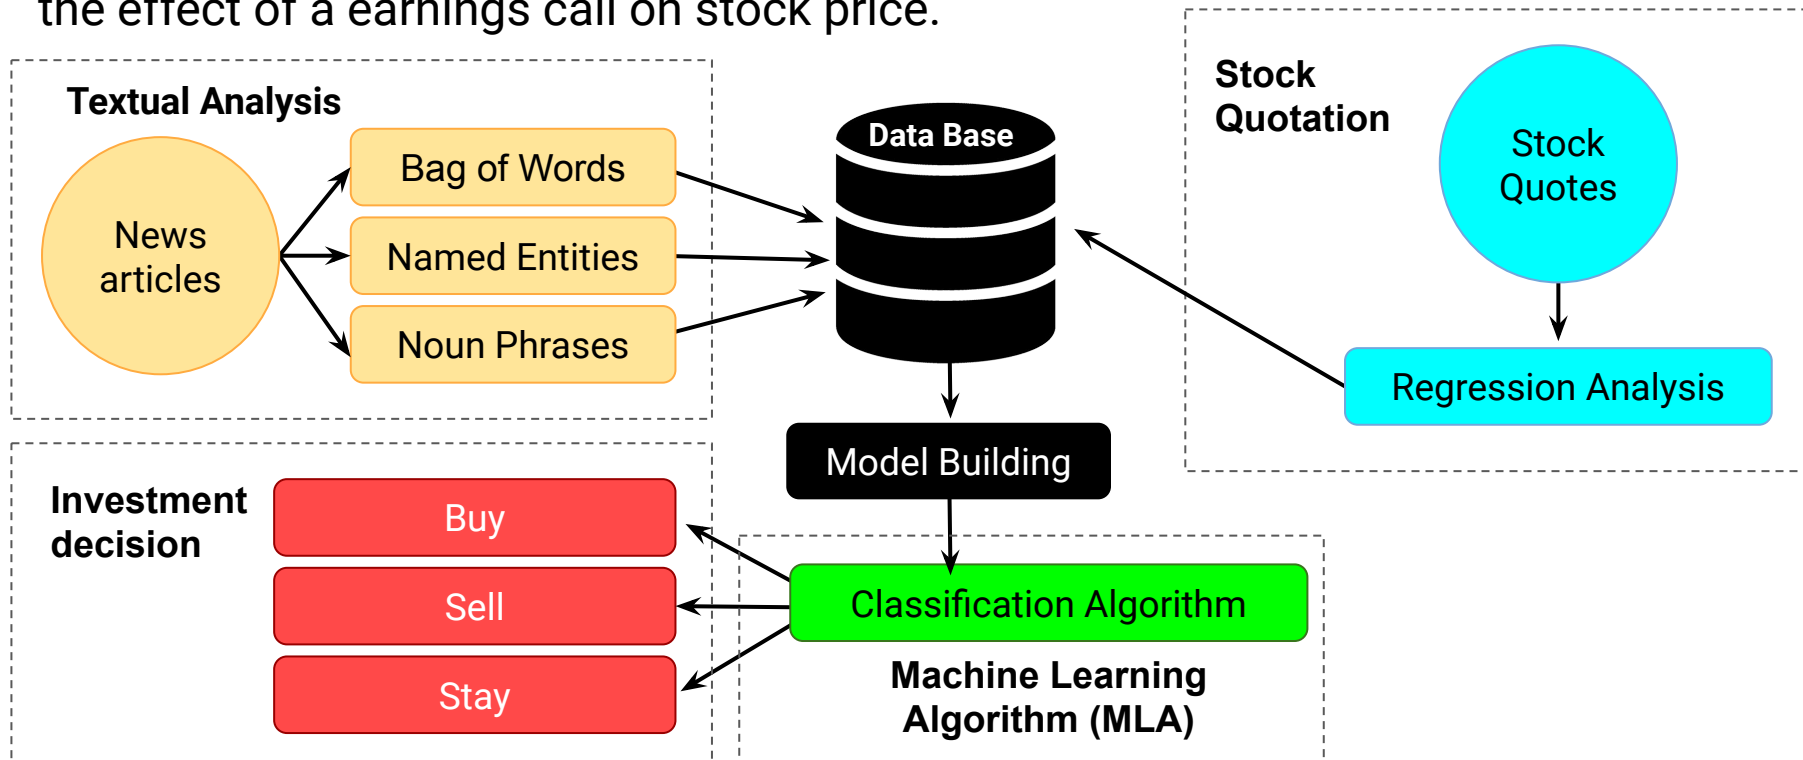 the effect of a earnings call on stock price.
Textual Analysis
News
articles
Bag of Words
Named Entities
Noun Phrases
Data Base
Stock
Quotation
Stock
Quotes
Regression Analysis
Model Building
Investment
decision
Buy
Sell
Stay
Classification Algorithm
Machine Learning
Algorithm (MLA)